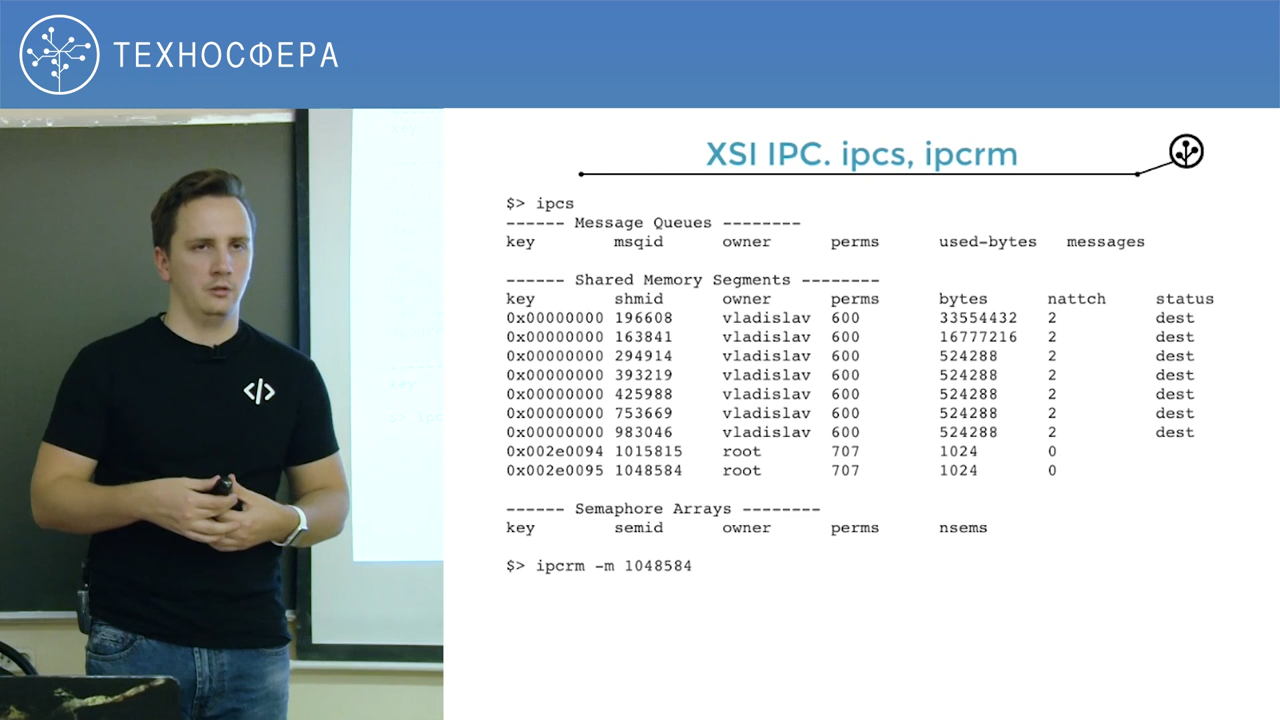 ТЕХНОСФЕРА
XSI IPC. ipcs, ipcrm
$> ipcs
------ Message Queues --------
key msqid owner perms used-bytes messages
------ Shared Memory Segments --------
key shmid owner perms bytes nattch status
0x00000000 196608 vladislav 600 33554432 2 dest
0x00000000 163841 vladislav 600 16777216 2 dest
0x00000000 294914 vladislav 600 524288 2 dest
0x00000000 393219 vladislav 600 524288 2 dest
0x00000000 425988 vladislav 600 524288 2 dest
0x00000000 753669 vladislav 600 524288 2 dest
0x00000000 983046 vladislav 600 524288 2 dest
0x002e0094 1015815 root 707 1024 0
0x002e0095 1048584 root 707 1024 0
------ Semaphore Arrays --------
key semid owner perms nsems
$> ipcrm -m 1048584